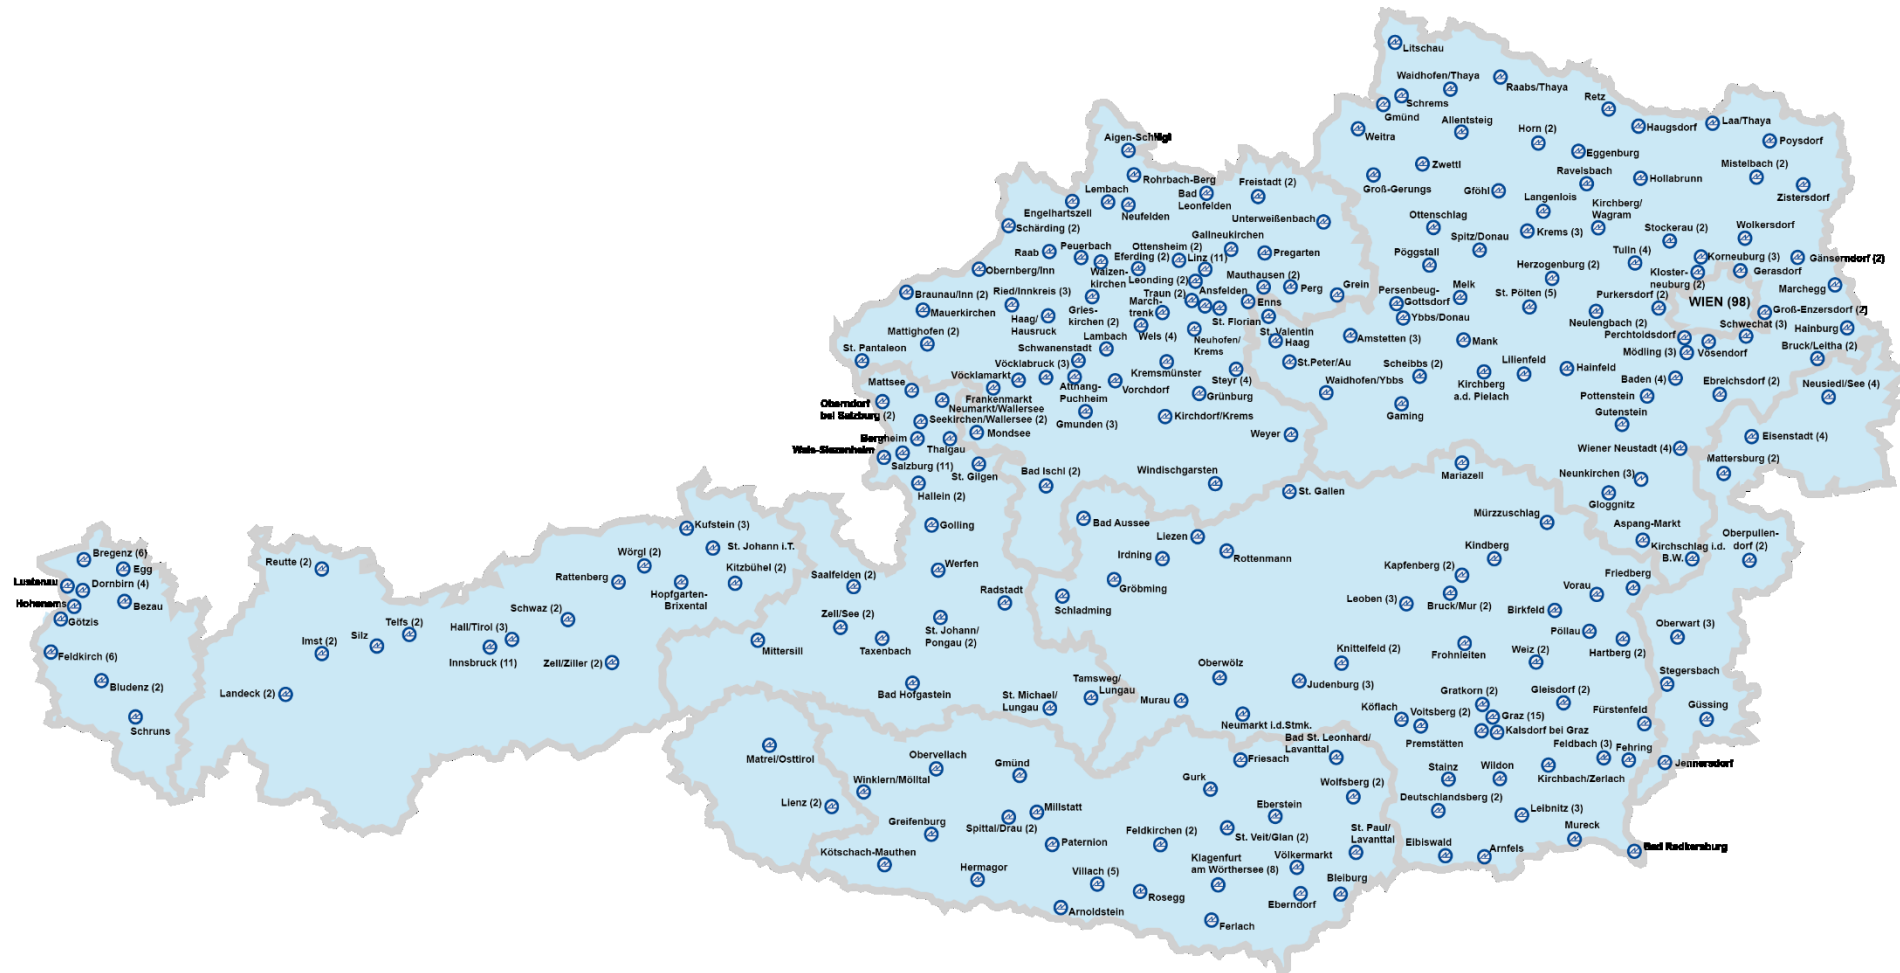 Litschau
Waidhofen/Thaya
Raabs/Thaya
Schrems
Gmünd
Retz
Weitra
Allentsteig
Horn (2)
Haugsdorf
Laa/Thaya
Poysdorf
Eggenburg
Zwettl
Groß-Gerungs
Gföhl
Ravelsbach
Hollabrunn
Mistelbach (2)
Zistersdorf
Langenlois
Kirchberg/
Wagram
Ottenschlag
Krems (3)
Spitz/Donau
Pöggstall
Stockerau (2)
Wolkersdorf
Tulln (4)
Korneuburg (3)
Gänserndorf (2)
Kloster-
neuburg (2)
Gerasdorf
Marchegg
Herzogenburg (2)
Persenbeug-
Gottsdorf
Melk
St. Pölten (5)
Purkersdorf (2)
WIEN (98)
Groß-Enzersdorf (2)
Ybbs/Donau
Neulengbach (2)
Schwechat (3)
Hainburg
Perchtoldsdorf
Mödling (3)
Vösendorf
Bruck/Leitha (2)
Amstetten (3)
Mank
St. Valentin
Haag
St.Peter/Au
Scheibbs (2)
Lilienfeld
Hainfeld
Kirchberg
a.d. Pielach
Waidhofen/Ybbs
Gaming
Baden (4)
Ebreichsdorf (2)
Neusiedl/See (4)
Pottenstein
Gutenstein
Eisenstadt (4)
Wiener Neustadt (4)
Mattersburg (2)
Neunkirchen (3)
Gloggnitz
Aspang-Markt
Kirchschlag i.d.
B.W.
Oberpullen-
dorf (2)
Aigen-Schlägl
Rohrbach-Berg
Lembach
Neufelden
Bad
Leonfelden
Freistadt (2)
Engelhartszell
Unterweißenbach
Schärding (2)
Gallneukirchen
Raab
Peuerbach
Ottensheim (2)
Eferding (2)
Linz (11)
Pregarten
Obernberg/Inn
Waizen-
kirchen
Leonding (2)
Mauthausen (2)
Perg
Grein
Braunau/Inn (2)
Ried/Innkreis (3)
Traun (2)
Ansfelden
Enns
Mauerkirchen
Haag/
Hausruck
Gries-
kirchen (2)
March-
trenk
St. Florian
Mattighofen (2)
Lambach
Wels (4)
Neuhofen/
Krems
St. Pantaleon
Schwanenstadt
Vöcklabruck (3)
Vöcklamarkt
Attnang-
Puchheim
Kremsmünster
Vorchdorf
Steyr (4)
Grünburg
Frankenmarkt
Gmunden (3)
Kirchdorf/Krems
Weyer
Mondsee
Bad Ischl (2)
Windischgarsten
Mattsee
Oberndorf
bei Salzburg (2)
Neumarkt/Wallersee
Seekirchen/Wallersee (2)
Bergheim
Thalgau
Wals-Siezenheim
Salzburg (11)
St. Gilgen
Hallein (2)
Golling
Werfen
Radstadt
Saalfelden (2)
Zell/See (2)
St. Johann/
Pongau (2)
Mittersill
Taxenbach
Bad Hofgastein
St. Michael/
Lungau
Tamsweg/
Lungau
Mariazell
St. Gallen
Bad Aussee
Liezen
Irdning
Rottenmann
Gröbming
Schladming
Mürzzuschlag
Kindberg
Kapfenberg (2)
Leoben (3)
Bruck/Mur (2)
Vorau
Friedberg
Birkfeld
Pöllau
Hartberg (2)
Frohnleiten
Weiz (2)
Oberwölz
Knittelfeld (2)
Judenburg (3)
Murau
Neumarkt i.d.Stmk.
Köflach
Voitsberg (2)
Gratkorn (2)
Gleisdorf (2)
Graz (15)
Kalsdorf bei Graz
Premstätten
Fürstenfeld
Feldbach (3)
Fehring
Stainz
Wildon
Kirchbach/Zerlach
Deutschlandsberg (2)
Leibnitz (3)
Mureck
Eibiswald
Arnfels
Bad Radkersburg
Oberwart (3)
Stegersbach
Güssing
Jennersdorf
Bregenz (6)
Egg
Lustenau
Dornbirn (4)
Hohenems
Bezau
Götzis
Feldkirch (6)
Bludenz (2)
Schruns
Reutte (2)
Kufstein (3)
St. Johann i.T.
Wörgl (2)
Rattenberg
Kitzbühel (2)
Hopfgarten-
Brixental
Schwaz (2)
Telfs (2)
Hall/Tirol (3)
Imst (2)
Silz
Innsbruck (11)
Zell/Ziller (2)
Landeck (2)
Matrei/Osttirol
Lienz (2)
Obervellach
Winklern/Mölltal
Gmünd
Friesach
Bad St. Leonhard/
Lavanttal
Gurk
Wolfsberg (2)
Millstatt
Spittal/Drau (2)
Greifenburg
Eberstein
Paternion
Feldkirchen (2)
St. Veit/Glan (2)
St. Paul/
Lavanttal
Kötschach-Mauthen
Hermagor
Villach (5)
Klagenfurt
am Wörthersee (8)
Völkermarkt
Bleiburg
Rosegg
Eberndorf
Arnoldstein
Ferlach